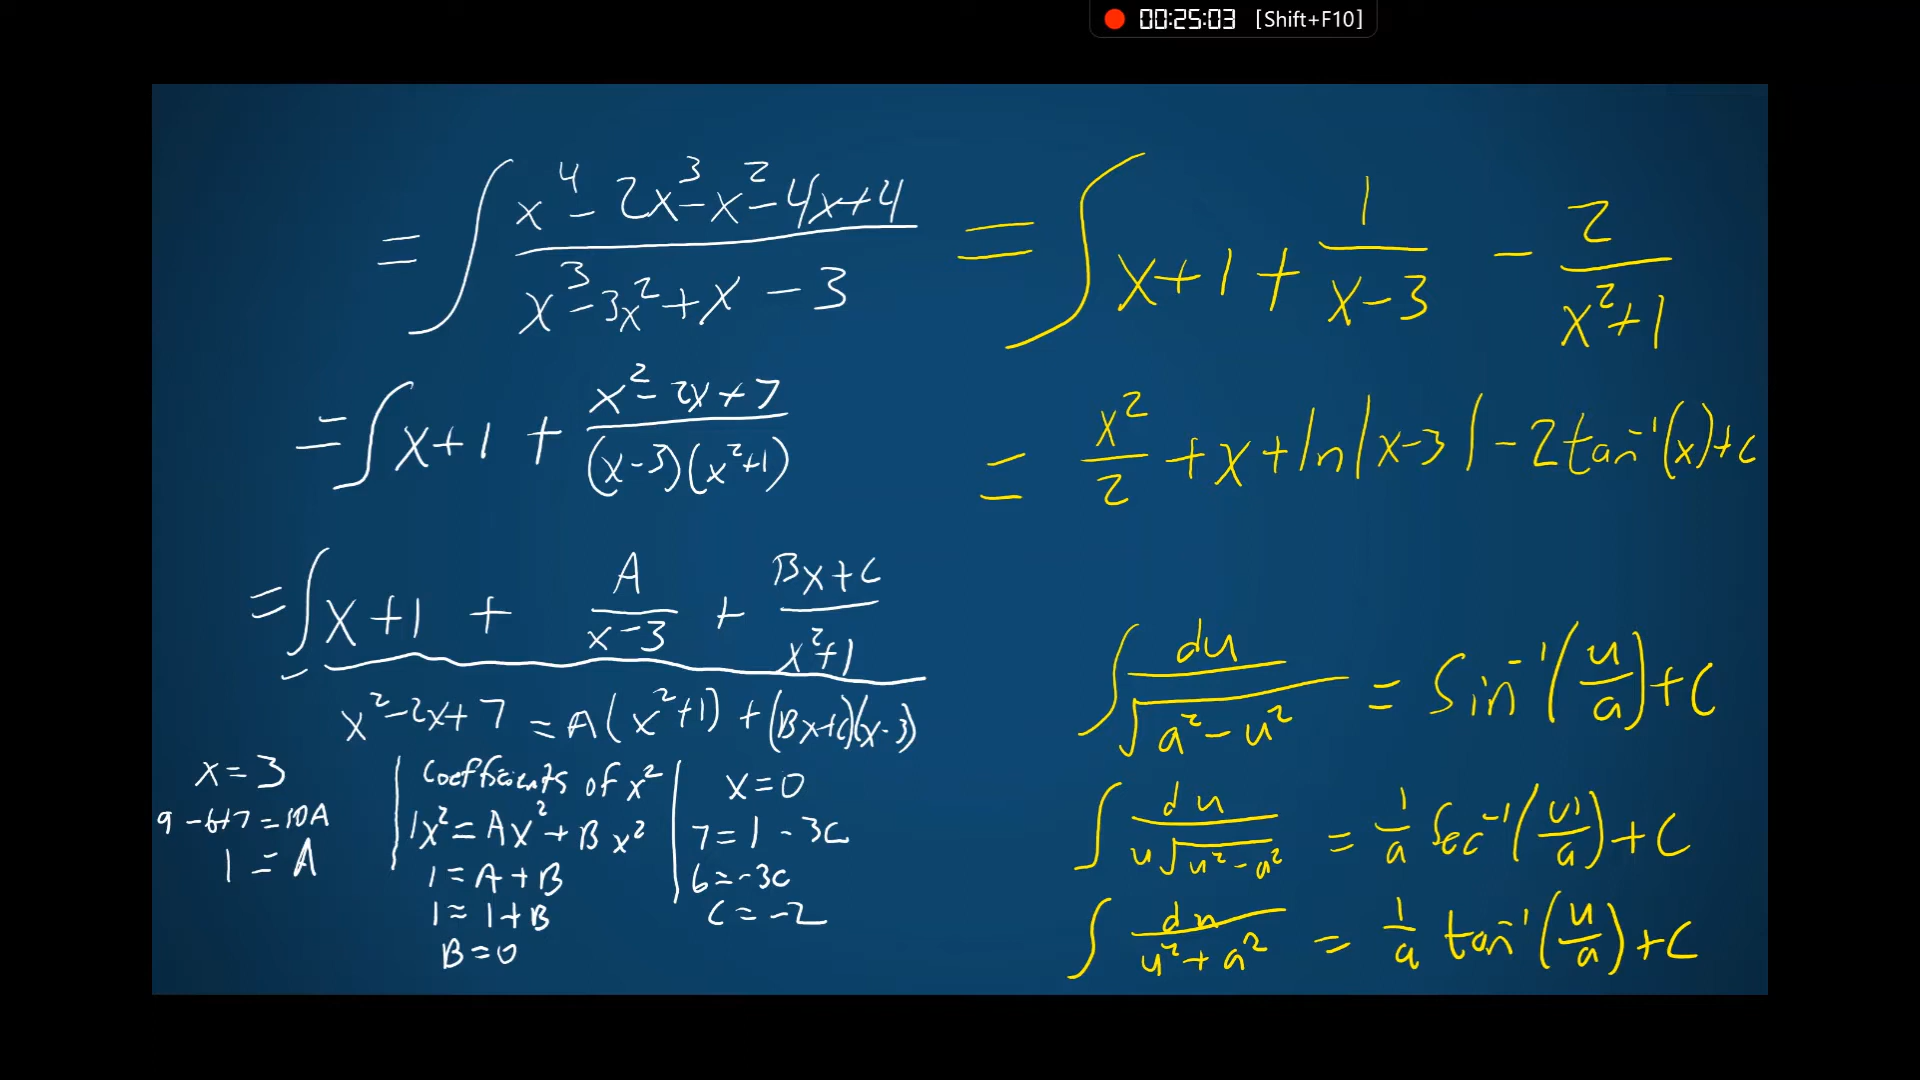 00:25:03 [Shift+F10]
= ∫ (x⁴ - 2x³ - x² - 4x + 4)/(x³ - 3x² + x - 3)
= ∫ x+1 + (x² - 2x + 7)/((x-3)(x²+1))
= ∫ x+1 + A/(x-3) + (Bx+C)/(x²+1)
x² - 2x + 7 = A(x²+1) + (Bx+C)(x-3)
x = 3
9 - 6 + 7 = 10A
1 = A
Coefficients of x²
1x² = Ax² + Bx²
1 = A + B
1 = 1 + B
B = 0
x = 0
7 = 1 - 3C
6 = -3C
C = -2
= ∫ x+1 + 1/(x-3) - 2/(x²+1)
= x²/2 + x + ln|x-3| - 2tan⁻¹(x) + C
∫ du/√(a² - u²) = Sin⁻¹(u/a) + C
∫ du/(u√(u² - a²)) = 1/a Sec⁻¹(|u|/a) + C
∫ du/(u² + a²) = 1/a tan⁻¹(u/a) + C